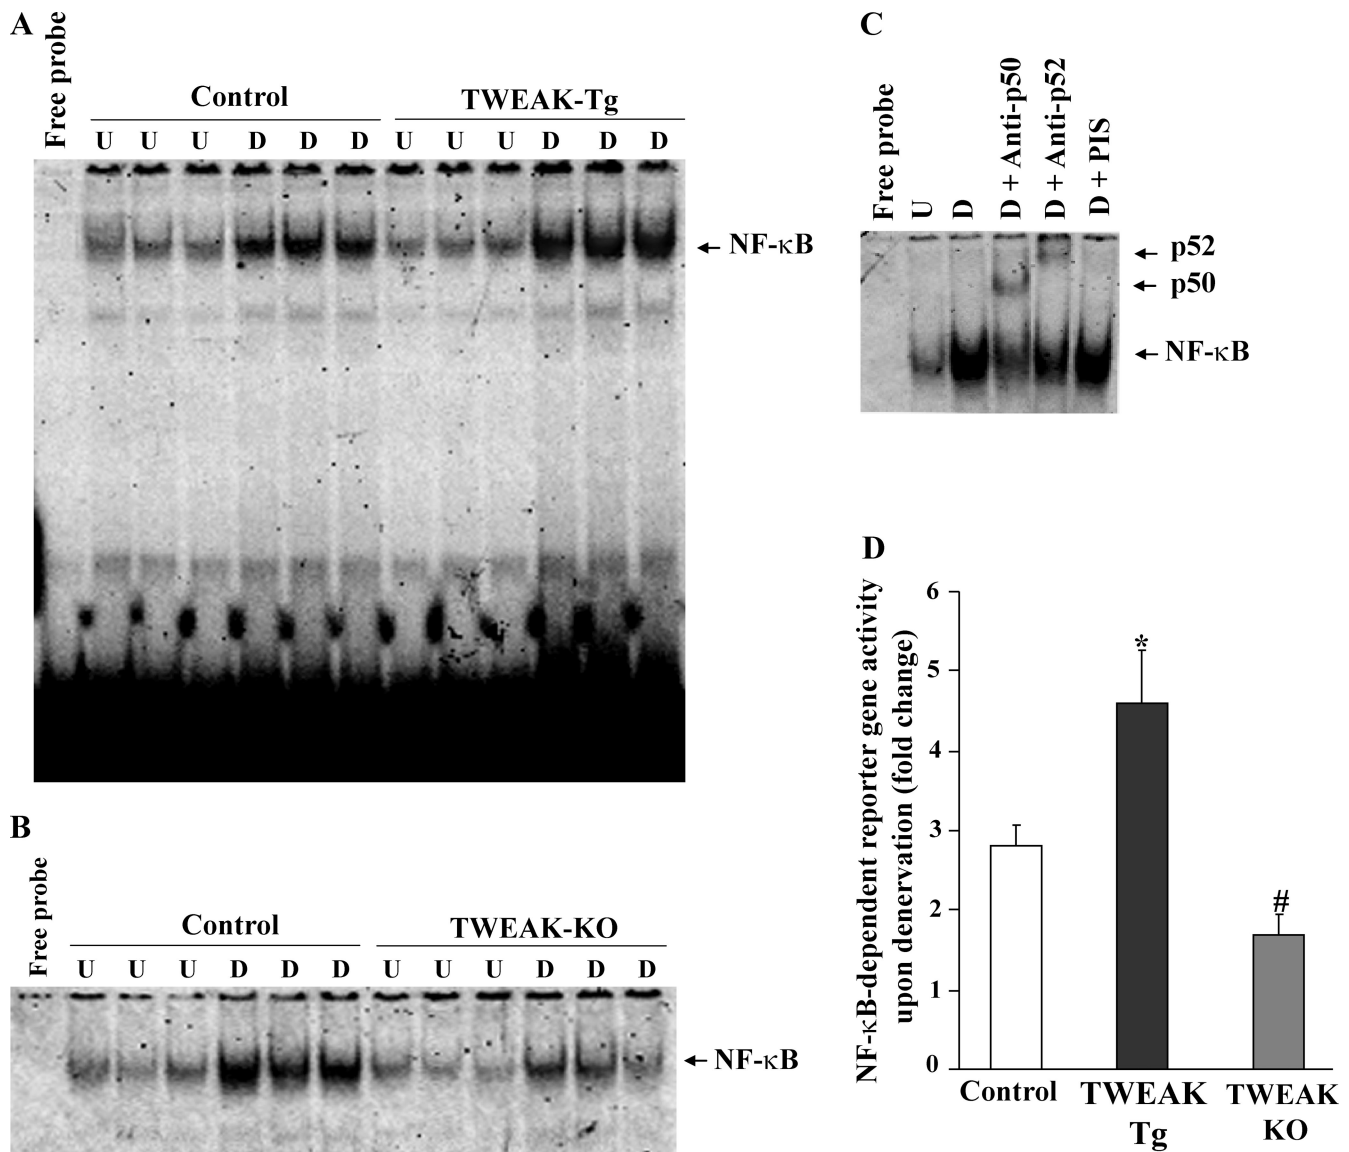 A
Free probe
Control
TWEAK-Tg
U U U D D D U U U D D D
← NF-κB
B
Free probe
Control
TWEAK-KO
U U U D D D U U U D D D
← NF-κB
C
Free probe
U
D
D + Anti-p50
D + Anti-p52
D + PIS
← p52
← p50
← NF-κB
D
NF-κB-dependent reporter gene activity
upon denervation (fold change)
6
5
4
3
2
1
0
*
#
Control
TWEAK
Tg
TWEAK
KO